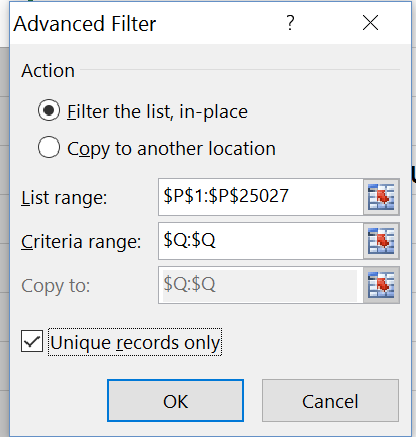 Advanced Filter ?
Action
Filter the list, in-place
Copy to another location
List range: $P$1:$P$25027
Criteria range: $Q:$Q
Copy to: $Q:$Q
Unique records only
OK Cancel